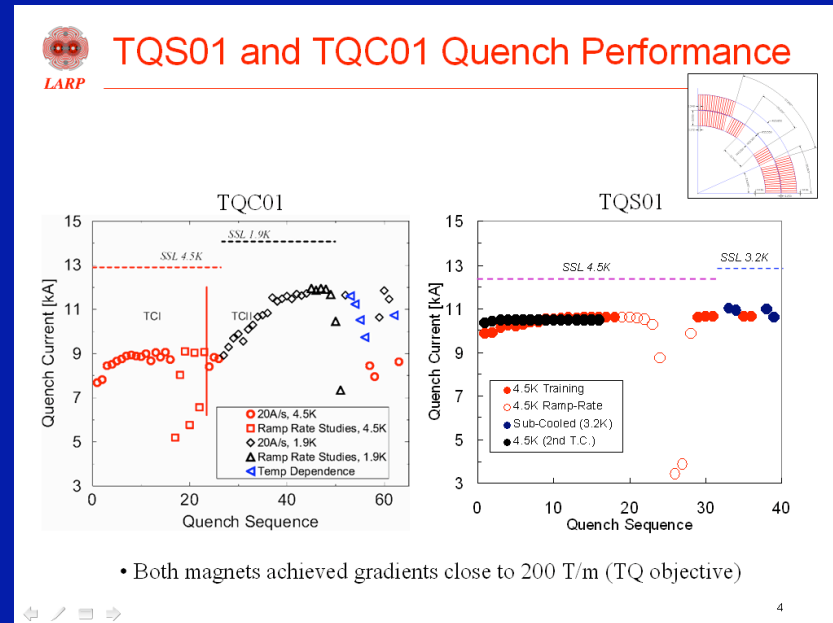 TQS01 and TQC01 Quench Performance
LARP
TQC01
15
13
11
9
7
5
3
0
20
40
60
Quench Current [kA]
Quench Sequence
SSL 1.9K
SSL 4.5K
TCI
TCII
20A/s, 4.5K
Ramp Rate Studies, 4.5K
20A/s, 1.9K
Ramp Rate Studies, 1.9K
Temp Dependence
TQS01
15
13
11
9
7
5
3
0
10
20
30
40
Quench Current [kA]
Quench Sequence
SSL 4.5K
SSL 3.2K
4.5K Training
4.5K Ramp-Rate
Sub-Cooled (3.2K)
4.5K (2nd T.C.)
• Both magnets achieved gradients close to 200 T/m (TQ objective)
4